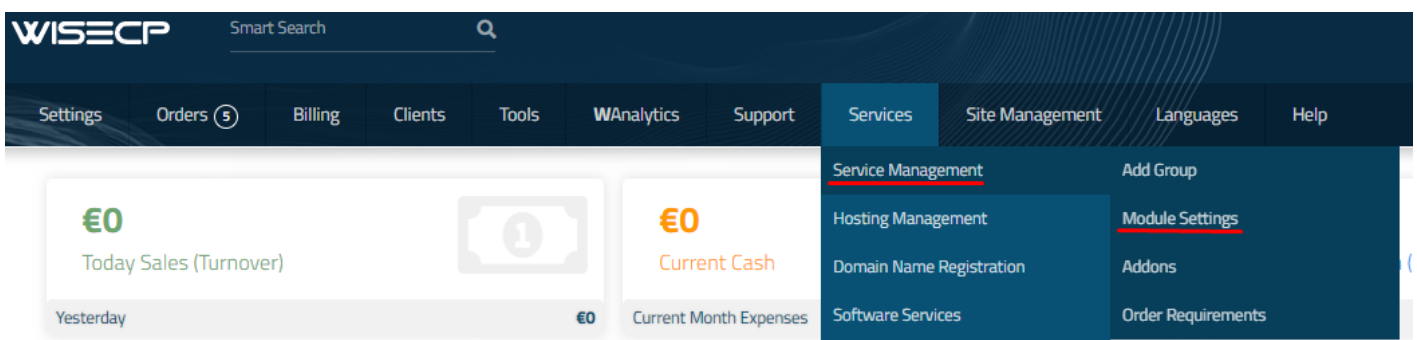 WISECP Smart Search
Settings Orders 5 Billing Clients Tools WAnalytics Support Services Site Management Languages Help
Service Management Add Group
€0 €0 Hosting Management Module Settings
Today Sales (Turnover) Current Cash Domain Name Registration Addons (
Yesterday €0 Current Month Expenses Software Services Order Requirements